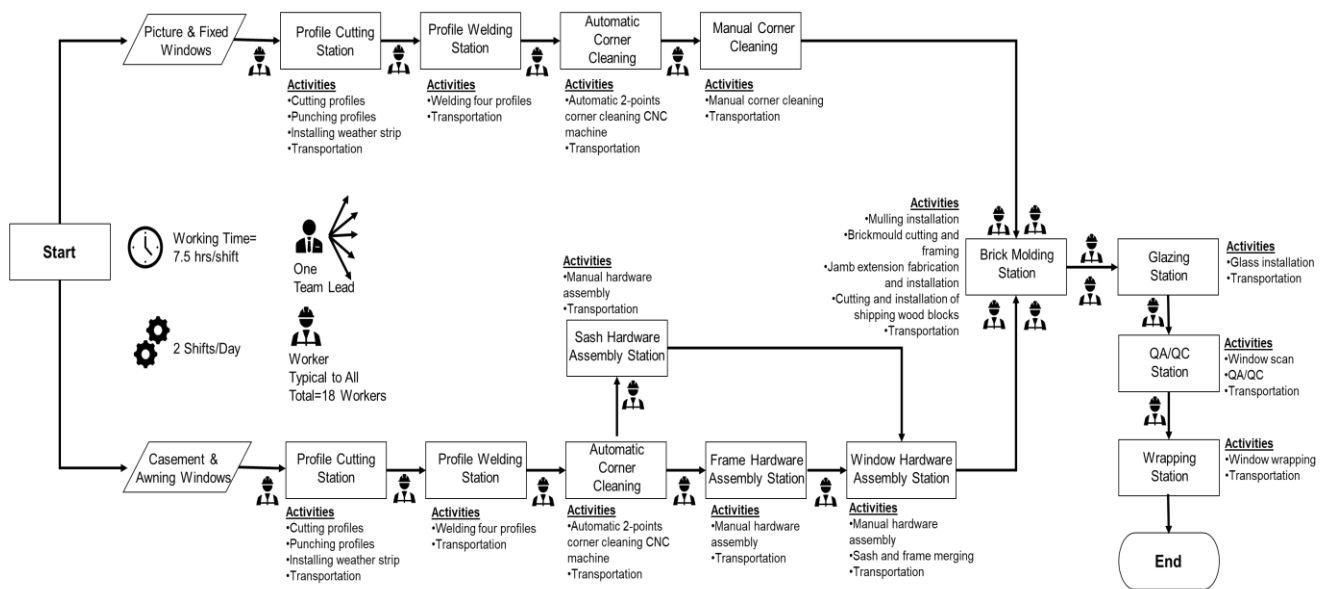 Picture & Fixed
Windows
Profile Cutting
Station
Activities
•Cutting profiles
•Punching profiles
•Installing weather strip
•Transportation
Profile Welding
Station
Activities
•Welding four profiles
•Transportation
Automatic
Corner
Cleaning
Activities
•Automatic 2-points
corner cleaning CNC
machine
•Transportation
Manual Corner
Cleaning
Activities
•Manual corner cleaning
•Transportation
Start
Working Time=
7.5 hrs/shift
2 Shifts/Day
One
Team Lead
Worker
Typical to All
Total=18 Workers
Casement &
Awning Windows
Profile Cutting
Station
Activities
•Cutting profiles
•Punching profiles
•Installing weather strip
•Transportation
Profile Welding
Station
Activities
•Welding four profiles
•Transportation
Automatic
Corner
Cleaning
Activities
•Automatic 2-points
corner cleaning CNC
machine
•Transportation
Activities
•Manual hardware
assembly
•Transportation
Sash Hardware
Assembly Station
Frame Hardware
Assembly Station
Activities
•Manual hardware
assembly
•Transportation
Window Hardware
Assembly Station
Activities
•Manual hardware
assembly
•Sash and frame merging
•Transportation
Activities
•Mulling installation
•Brickmould cutting and
framing
•Jamb extension fabrication
and installation
•Cutting and installation of
shipping wood blocks
•Transportation
Brick Molding
Station
Glazing
Station
Activities
•Glass installation
•Transportation
QA/QC
Station
Activities
•Window scan
•QA/QC
•Transportation
Wrapping
Station
Activities
•Window wrapping
•Transportation
End